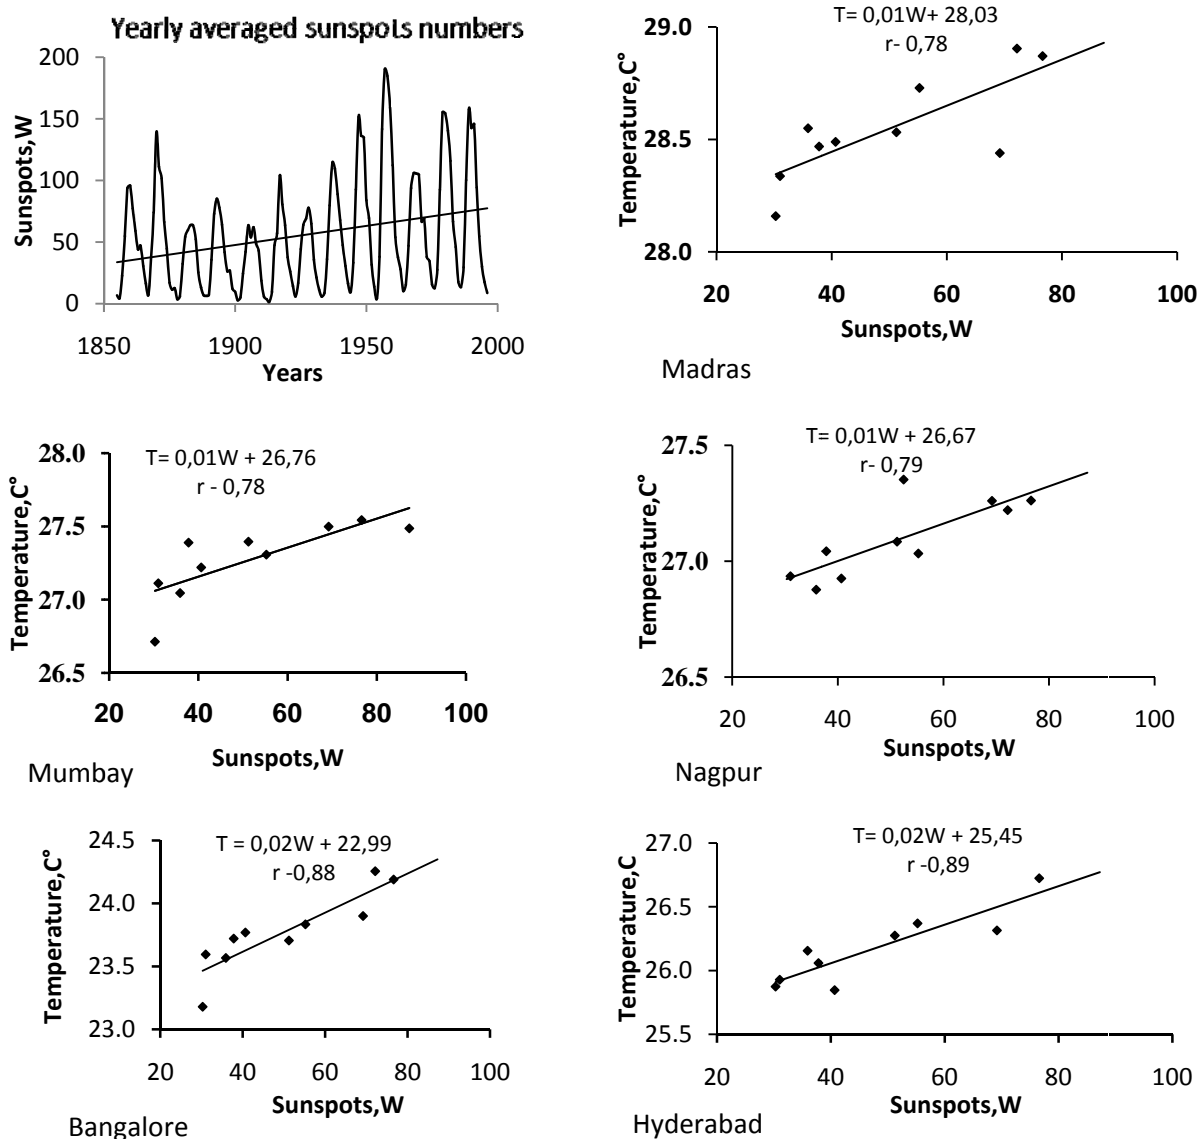 Yearly averaged sunspots numbers
200
150
100
50
0
Sunspots,W
1850 1900 1950 2000
Years
T= 0,01W+ 28,03
r- 0,78
29.0
28.5
28.0
Temperature,C°
20 40 60 80 100
Sunspots,W
Madras
T= 0,01W + 26,76
r - 0,78
28.0
27.5
27.0
26.5
Temperature,C°
20 40 60 80 100
Sunspots,W
Mumbay
T= 0,01W + 26,67
r- 0,79
27.5
27.0
26.5
Temperature,C°
20 40 60 80 100
Sunspots,W
Nagpur
T = 0,02W + 22,99
r -0,88
24.5
24.0
23.5
23.0
Temperature,C°
20 40 60 80 100
Sunspots,W
Bangalore
T= 0,02W + 25,45
r -0,89
27.0
26.5
26.0
25.5
Temperature,C
20 40 60 80 100
Sunspots,W
Hyderabad